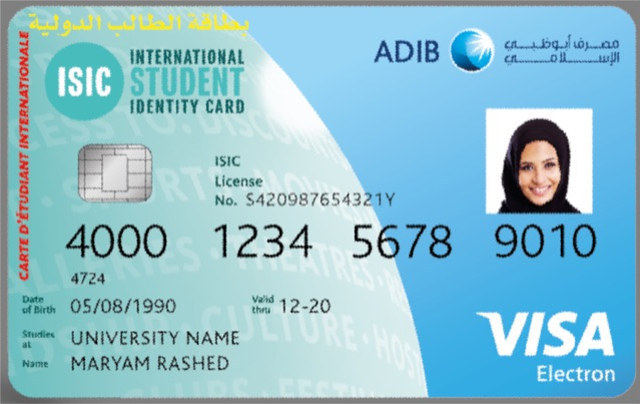 بطاقة الطالب الدولية
CARTE D'ÉTUDIANT INTERNATIONALE
ISIC
INTERNATIONAL
STUDENT
IDENTITY CARD
ADIB
مصرف أبوظبي
الإسلامي
ISIC
License
No. S420987654321Y
4000 1234 5678 9010
4724
Date of Birth 05/08/1990 Valid thru 12-20
Studies at UNIVERSITY NAME
Name MARYAM RASHED
VISA
Electron
THEATRES
CULTURE